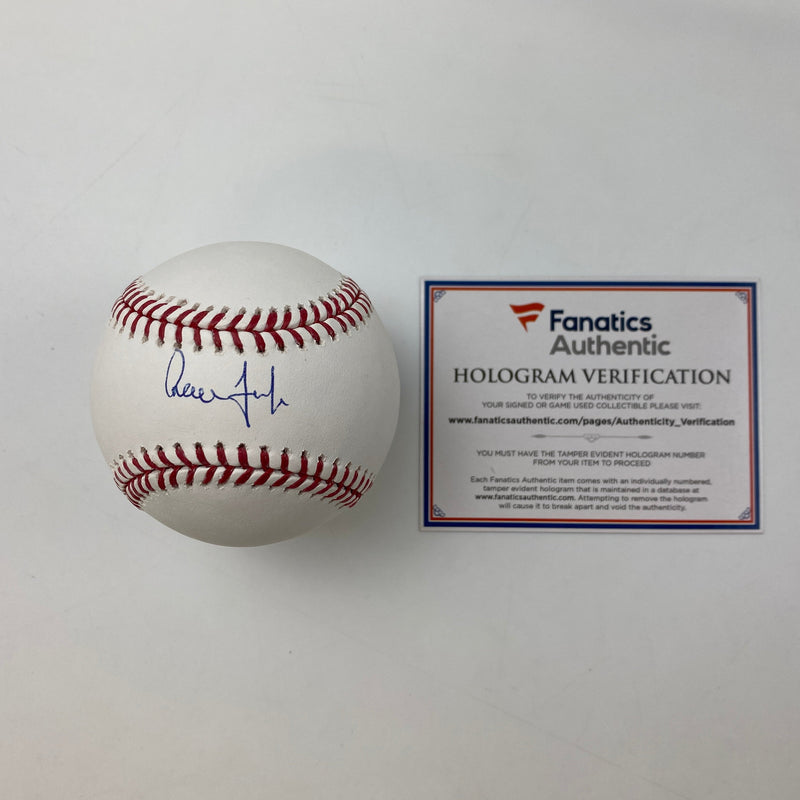 Fanatics
Authentic
HOLOGRAM VERIFICATION
TO VERIFY THE AUTHENTICITY OF
YOUR SIGNED OR GAME USED COLLECTIBLE PLEASE VISIT:
www.fanaticsauthentic.com/pages/Authenticity_Verification
YOU MUST HAVE THE TAMPER EVIDENT HOLOGRAM NUMBER
FROM YOUR ITEM TO PROCEED
Each Fanatics Authentic item comes with an individually numbered,
tamper evident hologram that is maintained in a database at
www.fanaticsauthentic.com. Attempting to remove the hologram
will cause it to break apart and void the authenticity.